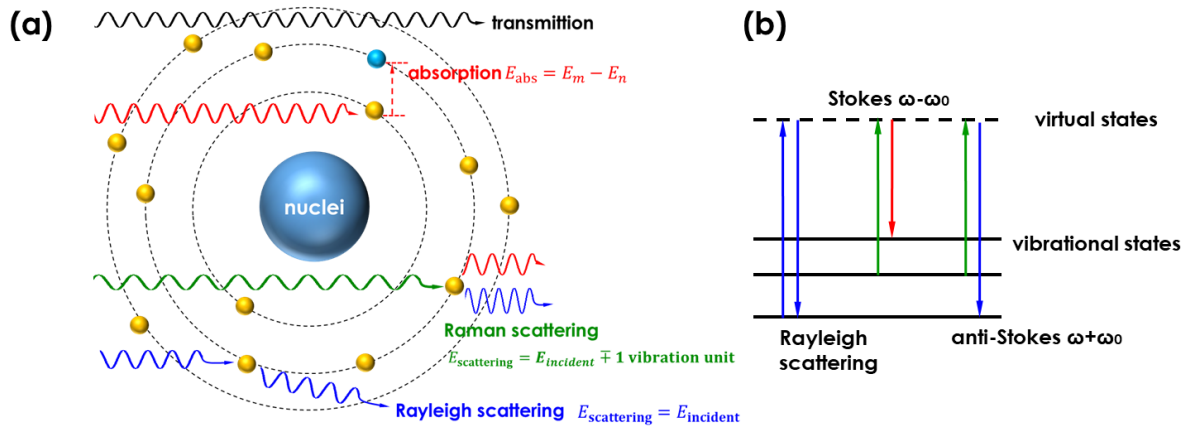 (a)
transmittion
absorption E_abs = E_m − E_n
nuclei
Raman scattering
E_scattering = E_incident ∓ 1 vibration unit
Rayleigh scattering E_scattering = E_incident
(b)
Stokes ω-ω₀
virtual states
vibrational states
Rayleigh
scattering
anti-Stokes ω+ω₀